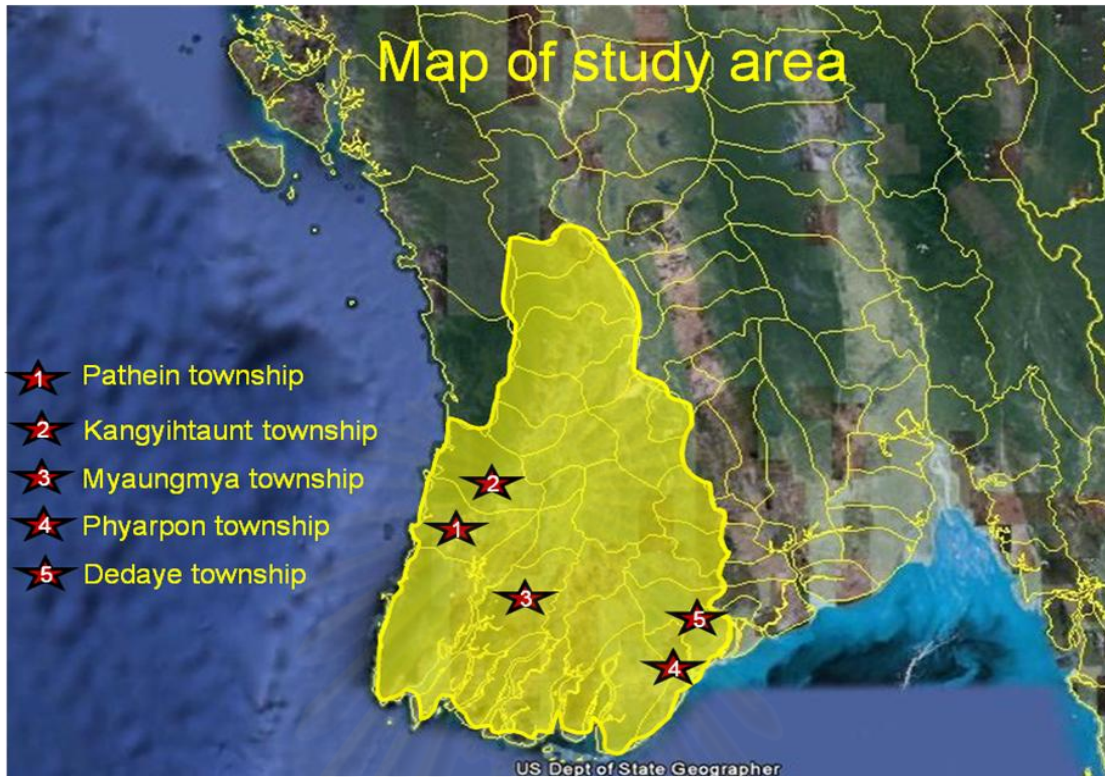 Map of study area
1 Pathein township
2 Kangyihtaunt township
3 Myaungmya township
4 Phyarpon township
5 Dedaye township
2
1
3
5
4
US Dept of State Geographer